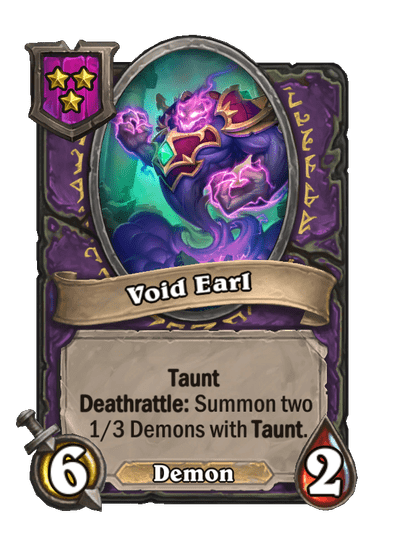 Void Earl
Taunt
Deathrattle: Summon two
1/3 Demons with Taunt.
6
Demon
2